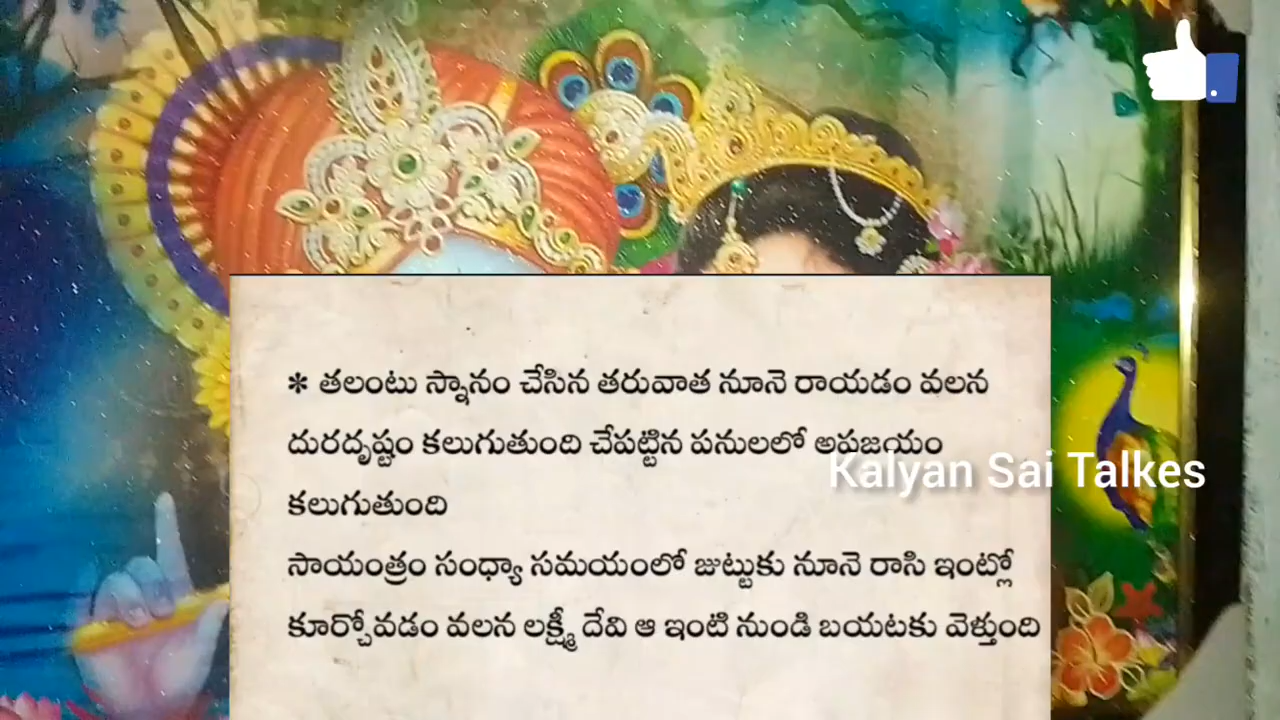 * తలంటు స్నానం చేసిన తరువాత నూనె రాయడం వలన
దురదృష్టం కలుగుతుంది చేపట్టిన పనులలో అపజయం
Kalyan Sai Talkes
కలుగుతుంది
సాయంత్రం సంధ్యా సమయంలో జుట్టుకు నూనె రాసి ఇంట్లో
కూర్చోవడం వలన లక్ష్మీ దేవి ఆ ఇంటి నుండి బయటకు వెళ్తుంది